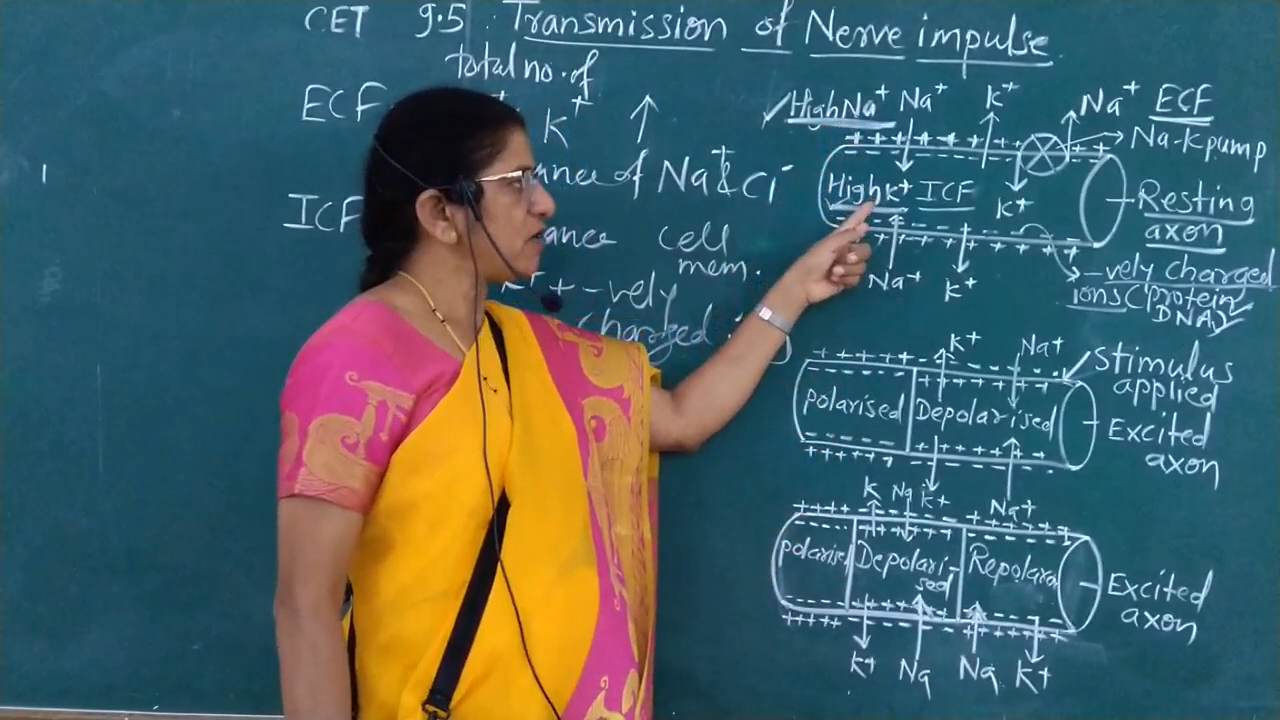 CET 9.5 : Transmission of Nerve impulse
total no. of
ECF
K+ ↑
ance of Na+ & Cl-
ICF
ance cell
mem.
+ -vely
charged
✓ High Na+ Na+ K+ Na+ ECF
Na-K pump
High K+ ICF K+
Resting
axon
Na+ K+
-vely charged
ions (protein
DNA)
K+ Na+
Stimulus
applied
polarised Depolarised
Excited
axon
K Na K+ Na+
polarised Depolari-
sed
Repolari
Excited
axon
K+ Na Na K+